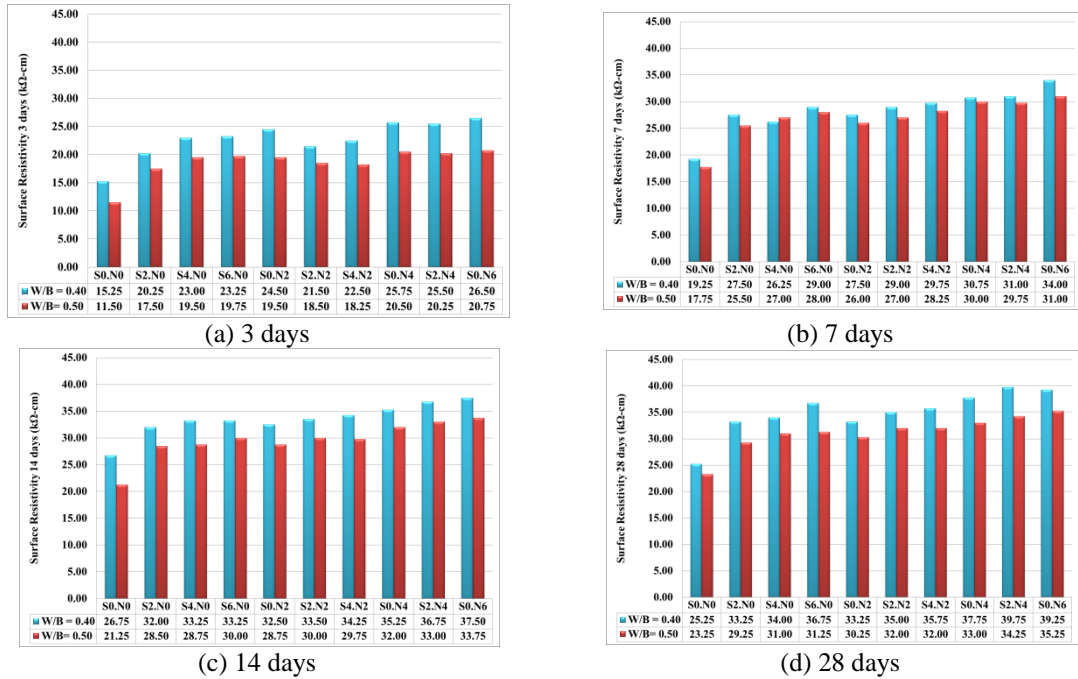 45.00
40.00
35.00
30.00
25.00
20.00
15.00
10.00
5.00
0.00
Surface Resistivity 3 days (kΩ-cm)
S0.N0 S2.N0 S4.N0 S6.N0 S0.N2 S2.N2 S4.N2 S0.N4 S2.N4 S0.N6
W/B = 0.40 15.25 20.25 23.00 23.25 24.50 21.50 22.50 25.75 25.50 26.50
W/B= 0.50 11.50 17.50 19.50 19.75 19.50 18.50 18.25 20.50 20.25 20.75
(a) 3 days
45.00
40.00
35.00
30.00
25.00
20.00
15.00
10.00
5.00
0.00
Surface Resistivity 7 days (kΩ-cm)
S0.N0 S2.N0 S4.N0 S6.N0 S0.N2 S2.N2 S4.N2 S0.N4 S2.N4 S0.N6
W/B = 0.40 19.25 27.50 26.25 29.00 27.50 29.00 29.75 30.75 31.00 34.00
W/B= 0.50 17.75 25.50 27.00 28.00 26.00 27.00 28.25 30.00 29.75 31.00
(b) 7 days
45.00
40.00
35.00
30.00
25.00
20.00
15.00
10.00
5.00
0.00
Surface Resistivity 14 days (kΩ-cm)
S0.N0 S2.N0 S4.N0 S6.N0 S0.N2 S2.N2 S4.N2 S0.N4 S2.N4 S0.N6
W/B = 0.40 26.75 32.00 33.25 33.25 32.50 33.50 34.25 35.25 36.75 37.50
W/B= 0.50 21.25 28.50 28.75 30.00 28.75 30.00 29.75 32.00 33.00 33.75
(c) 14 days
45.00
40.00
35.00
30.00
25.00
20.00
15.00
10.00
5.00
0.00
Surface Resistivity 28 days (kΩ-cm)
S0.N0 S2.N0 S4.N0 S6.N0 S0.N2 S2.N2 S4.N2 S0.N4 S2.N4 S0.N6
W/B = 0.40 25.25 33.25 34.00 36.75 33.25 35.00 35.75 37.75 39.75 39.25
W/B= 0.50 23.25 29.25 31.00 31.25 30.25 32.00 32.00 33.00 34.25 35.25
(d) 28 days